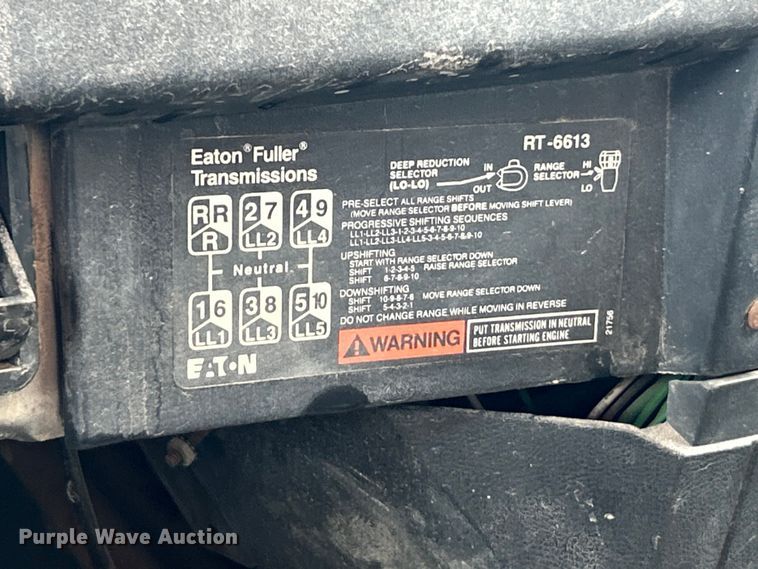 Eaton® Fuller®
Transmissions
RT-6613
DEEP REDUCTION
SELECTOR
(LO-LO)
IN
OUT
RANGE
SELECTOR
HI
LO
RR
R
2 7
LL2
4 9
LL4
Neutral
1 6
LL1
3 8
LL3
5 10
LL5
PRE-SELECT ALL RANGE SHIFTS
(MOVE RANGE SELECTOR BEFORE MOVING SHIFT LEVER)
PROGRESSIVE SHIFTING SEQUENCES
LL1-LL2-LL3-1-2-3-4-5-6-7-8-9-10
LL1-LL2-LL3-LL4-LL5-3-4-5-6-7-8-9-10
UPSHIFTING
START WITH RANGE SELECTOR DOWN
SHIFT 1-2-3-4-5 RAISE RANGE SELECTOR
SHIFT 6-7-8-9-10
DOWNSHIFTING
SHIFT 10-9-8-7-6 MOVE RANGE SELECTOR DOWN
SHIFT 5-4-3-2-1
DO NOT CHANGE RANGE WHILE MOVING IN REVERSE
WARNING
PUT TRANSMISSION IN NEUTRAL
BEFORE STARTING ENGINE
21756
EATON
Purple Wave Auction